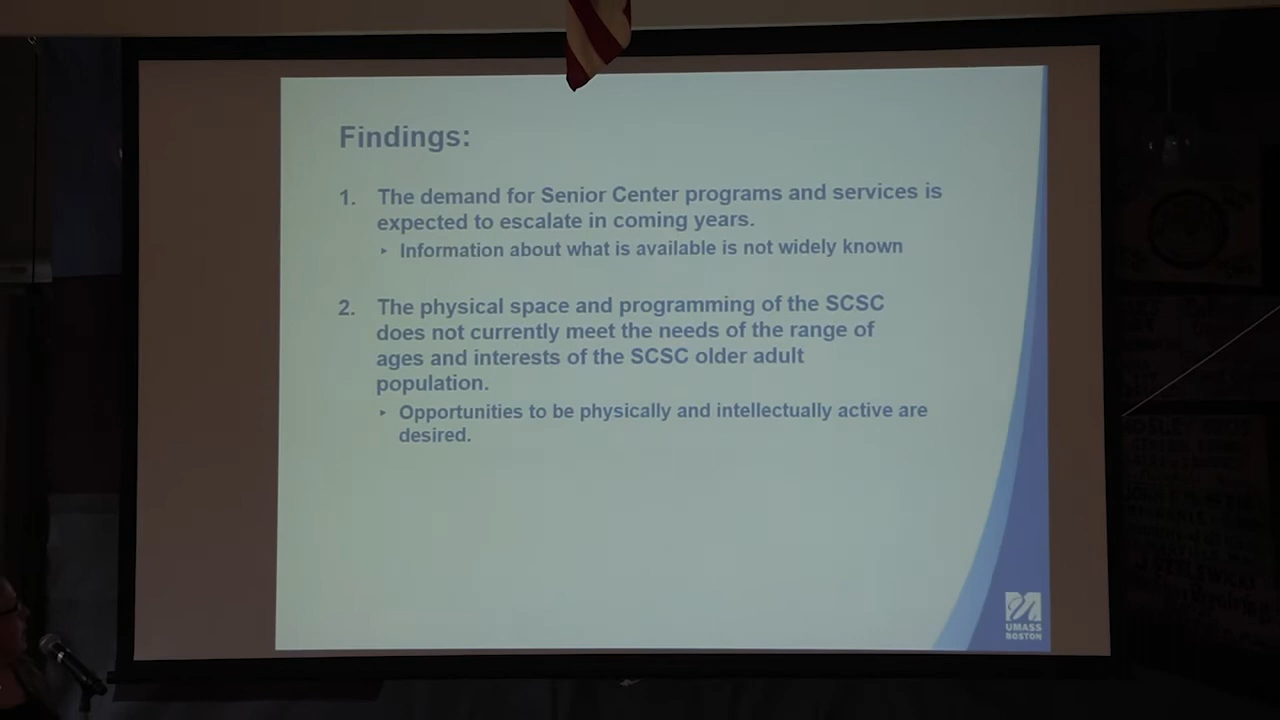 Findings:
1. The demand for Senior Center programs and services is
expected to escalate in coming years.
‣ Information about what is available is not widely known
2. The physical space and programming of the SCSC
does not currently meet the needs of the range of
ages and interests of the SCSC older adult
population.
‣ Opportunities to be physically and intellectually active are
desired.
UMASS
BOSTON